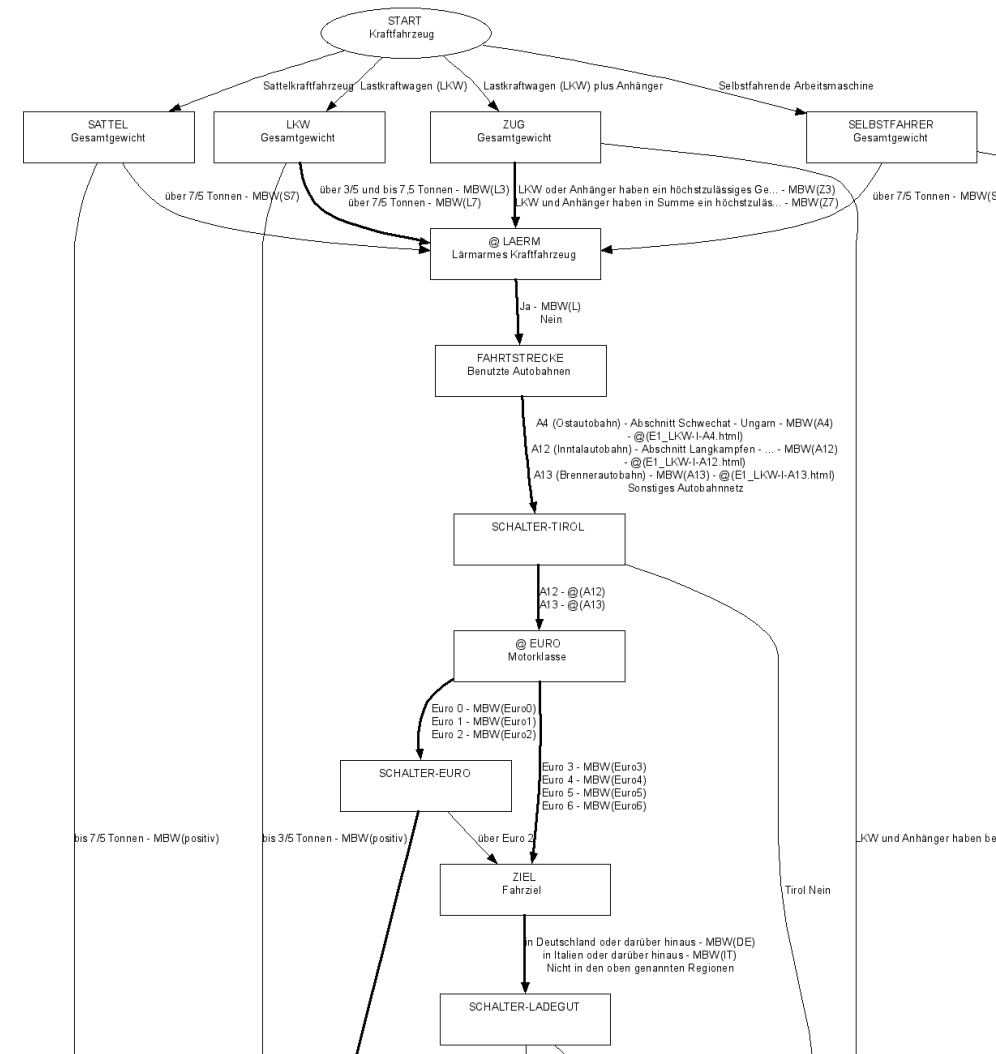 START
Kraftfahrzeug
Sattelkraftfahrzeug
Lastkraftwagen (LKW)
Lastkraftwagen (LKW) plus Anhänger
Selbstfahrende Arbeitsmaschine
SATTEL
Gesamtgewicht
LKW
Gesamtgewicht
ZUG
Gesamtgewicht
SELBSTFAHRER
Gesamtgewicht
über 7/5 Tonnen - MBW(S7)
über 3/5 und bis 7,5 Tonnen - MBW(L3)
über 7/5 Tonnen - MBW(L7)
LKW oder Anhänger haben ein höchstzulässiges Ge... - MBW(Z3)
LKW und Anhänger haben in Summe ein höchstzuläs... - MBW(Z7)
über 7/5 Tonnen - MBW(S
@ LAERM
Lärmarmes Kraftfahrzeug
Ja - MBW(L)
Nein
FAHRTSTRECKE
Benutzte Autobahnen
A4 (Ostautobahn) - Abschnitt Schwechat - Ungarn - MBW(A4)
- @(E1_LKW-I-A4.html)
A12 (Inntalautobahn) - Abschnitt Langkampfen - ... - MBW(A12)
- @(E1_LKW-I-A12.html)
A13 (Brennerautobahn) - MBW(A13) - @(E1_LKW-I-A13.html)
Sonstiges Autobahnnetz
SCHALTER-TIROL
A12 - @(A12)
A13 - @(A13)
@ EURO
Motorklasse
Euro 0 - MBW(Euro0)
Euro 1 - MBW(Euro1)
Euro 2 - MBW(Euro2)
Euro 3 - MBW(Euro3)
Euro 4 - MBW(Euro4)
Euro 5 - MBW(Euro5)
Euro 6 - MBW(Euro6)
SCHALTER-EURO
bis 7/5 Tonnen - MBW(positiv)
bis 3/5 Tonnen - MBW(positiv)
über Euro 2
LKW und Anhänger haben be
ZIEL
Fahrziel
Tirol Nein
in Deutschland oder darüber hinaus - MBW(DE)
in Italien oder darüber hinaus - MBW(IT)
Nicht in den oben genannten Regionen
SCHALTER-LADEGUT